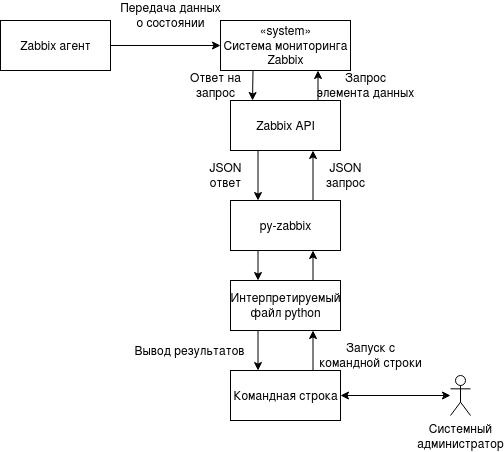 Передача данных
о состоянии
Zabbix агент
«system»
Система мониторинга
Zabbix
Ответ на
запрос
Запрос
элемента данных
Zabbix API
JSON
ответ
JSON
запрос
py-zabbix
Интерпретируемый
файл python
Вывод результатов
Запуск с
командной строки
Командная строка
Системный
администратор